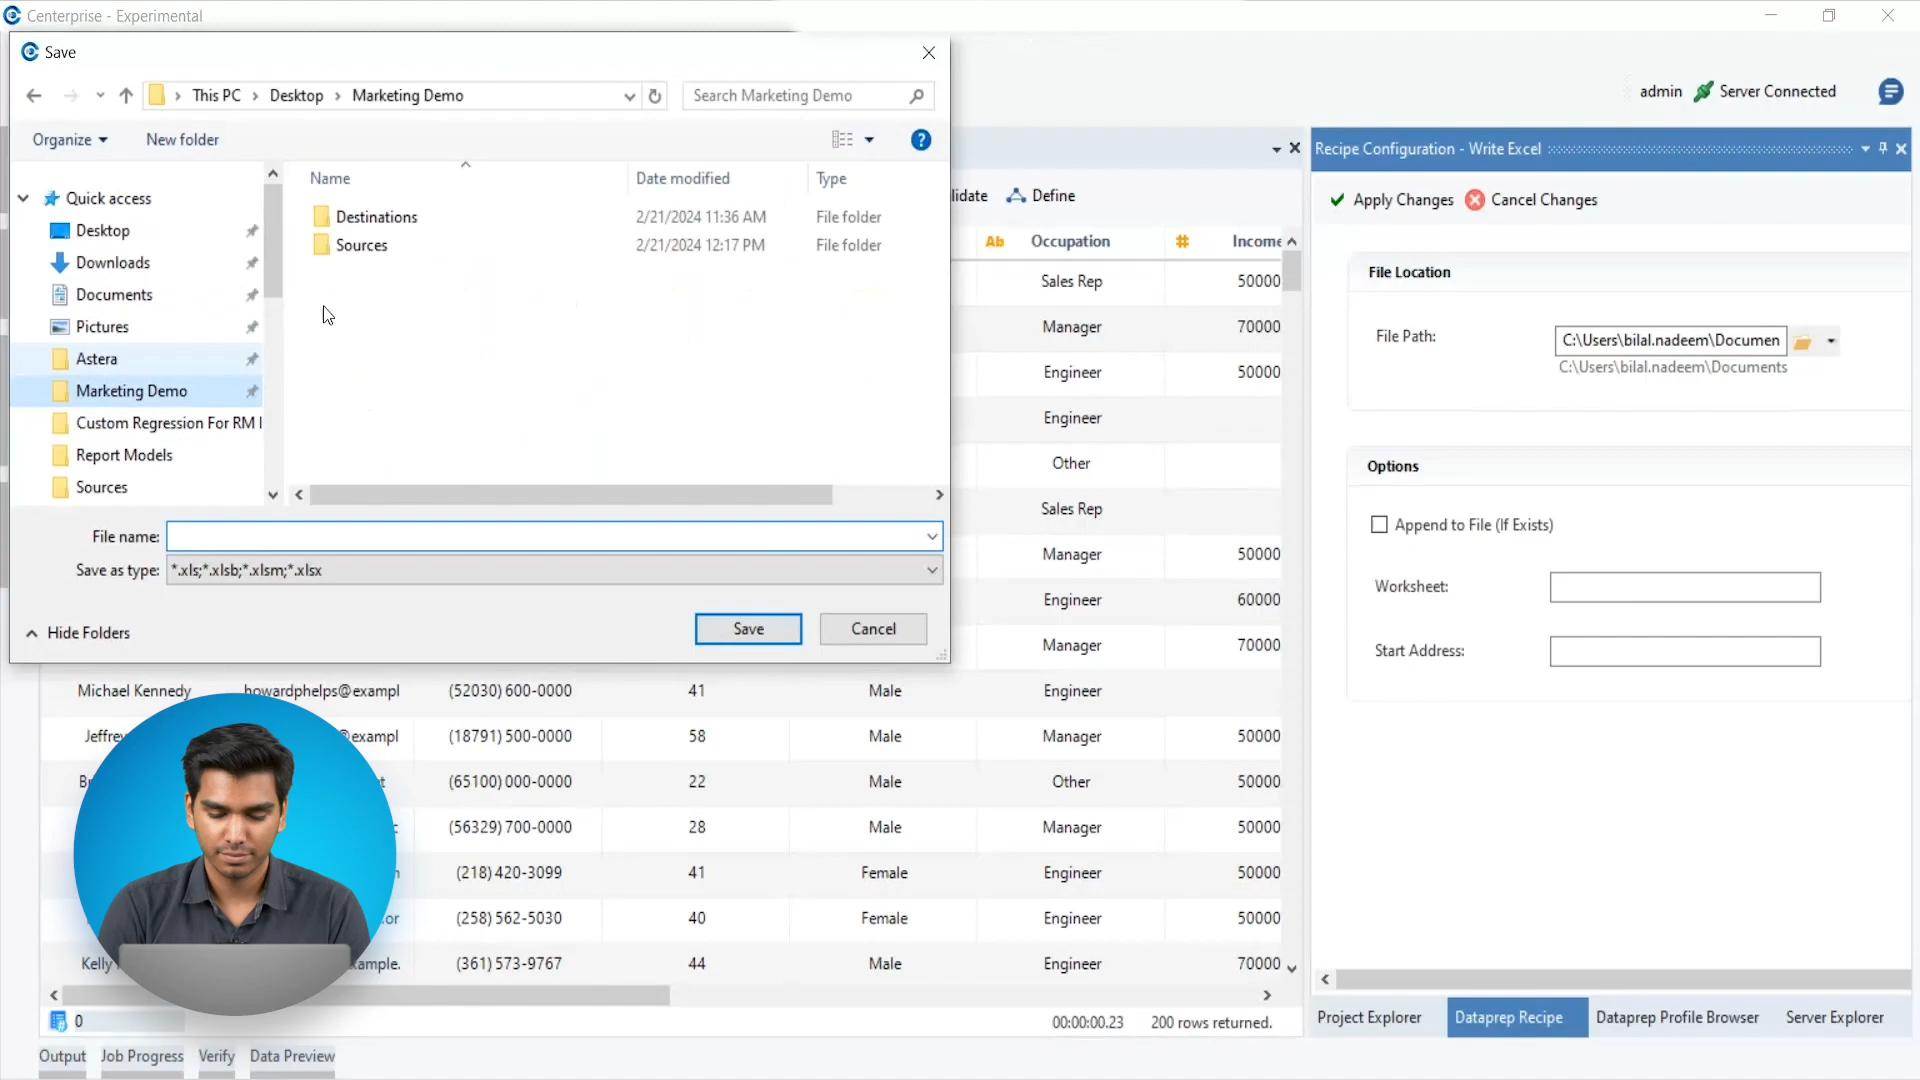 Centerprise - Experimental
Save
This PC > Desktop > Marketing Demo
Search Marketing Demo
admin
Server Connected
Organize
New folder
Recipe Configuration - Write Excel
Name
Date modified
Type
Quick access
Desktop
Downloads
Documents
Pictures
Astera
Marketing Demo
Custom Regression For RM
Report Models
Sources
Destinations 2/21/2024 11:36 AM File folder
Sources 2/21/2024 12:17 PM File folder
File name:
Save as type: *.xls;*.xlsb;*.xlsm;*.xlsx
Hide Folders
Save
Cancel
lidate
Define
Ab Occupation # Income
Sales Rep 50000
Manager 70000
Engineer 50000
Engineer
Other
Sales Rep
Manager 50000
Engineer 60000
Manager 70000
Michael Kennedy howardphelps@exampl (52030) 600-0000 41 Male Engineer
Jeffrey @exampl (18791) 500-0000 58 Male Manager 50000
(65100) 000-0000 22 Male Other 50000
(56329) 700-0000 28 Male Manager 50000
(218) 420-3099 41 Female Engineer 50000
(258) 562-5030 40 Female Engineer 50000
Kelly (361) 573-9767 44 Male Engineer 70000
0
00:00:00.23
200 rows returned.
Output
Job Progress
Verify
Data Preview
Apply Changes
Cancel Changes
File Location
File Path: C:\Users\bilal.nadeem\Documen
C:\Users\bilal.nadeem\Documents
Options
Append to File (If Exists)
Worksheet:
Start Address:
Project Explorer
Dataprep Recipe
Dataprep Profile Browser
Server Explorer